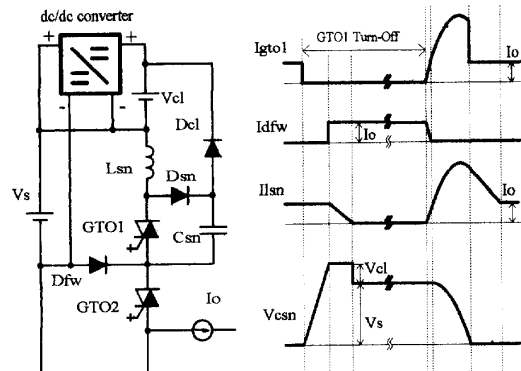 dc/dc converter
+
+
-
-
Vcl
Dcl
Lsn
Dsn
Vs
GTO1
Csn
+
Dfw
GTO2
Io
+
Igto1
GTO1 Turn-Off
Io
Idfw
Io
Ilsn
Io
Vcl
Vcsn
Vs